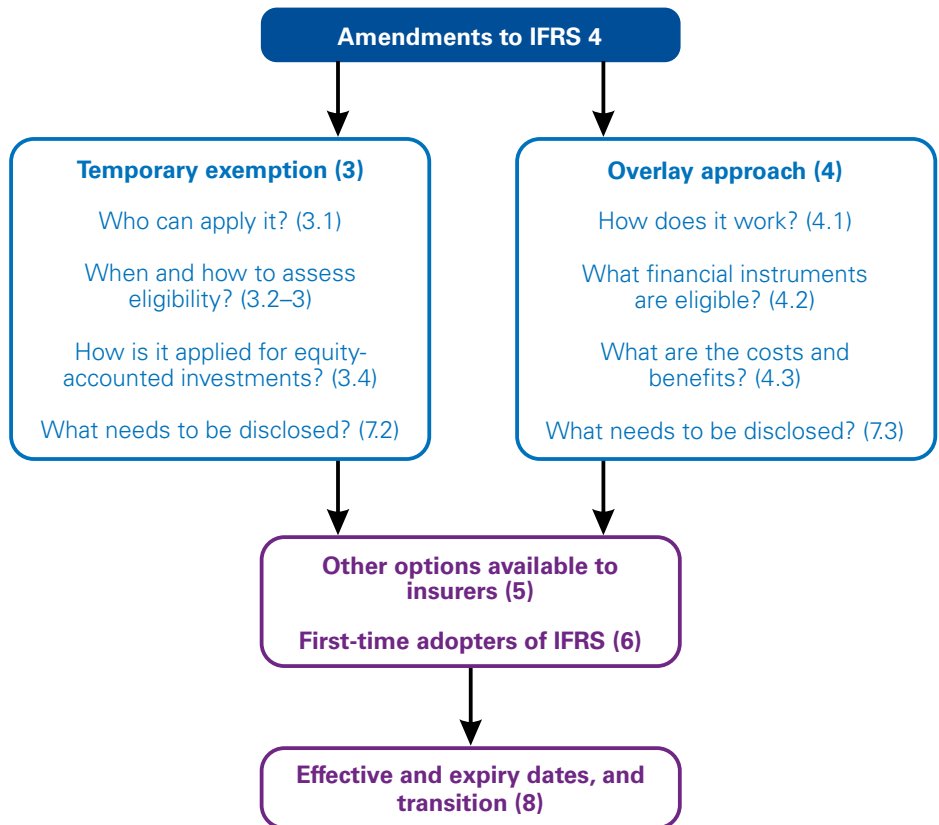 Amendments to IFRS 4
Temporary exemption (3)
Who can apply it? (3.1)
When and how to assess
eligibility? (3.2–3)
How is it applied for equity-
accounted investments? (3.4)
What needs to be disclosed? (7.2)
Overlay approach (4)
How does it work? (4.1)
What financial instruments
are eligible? (4.2)
What are the costs and
benefits? (4.3)
What needs to be disclosed? (7.3)
Other options available to
insurers (5)
First-time adopters of IFRS (6)
Effective and expiry dates, and
transition (8)